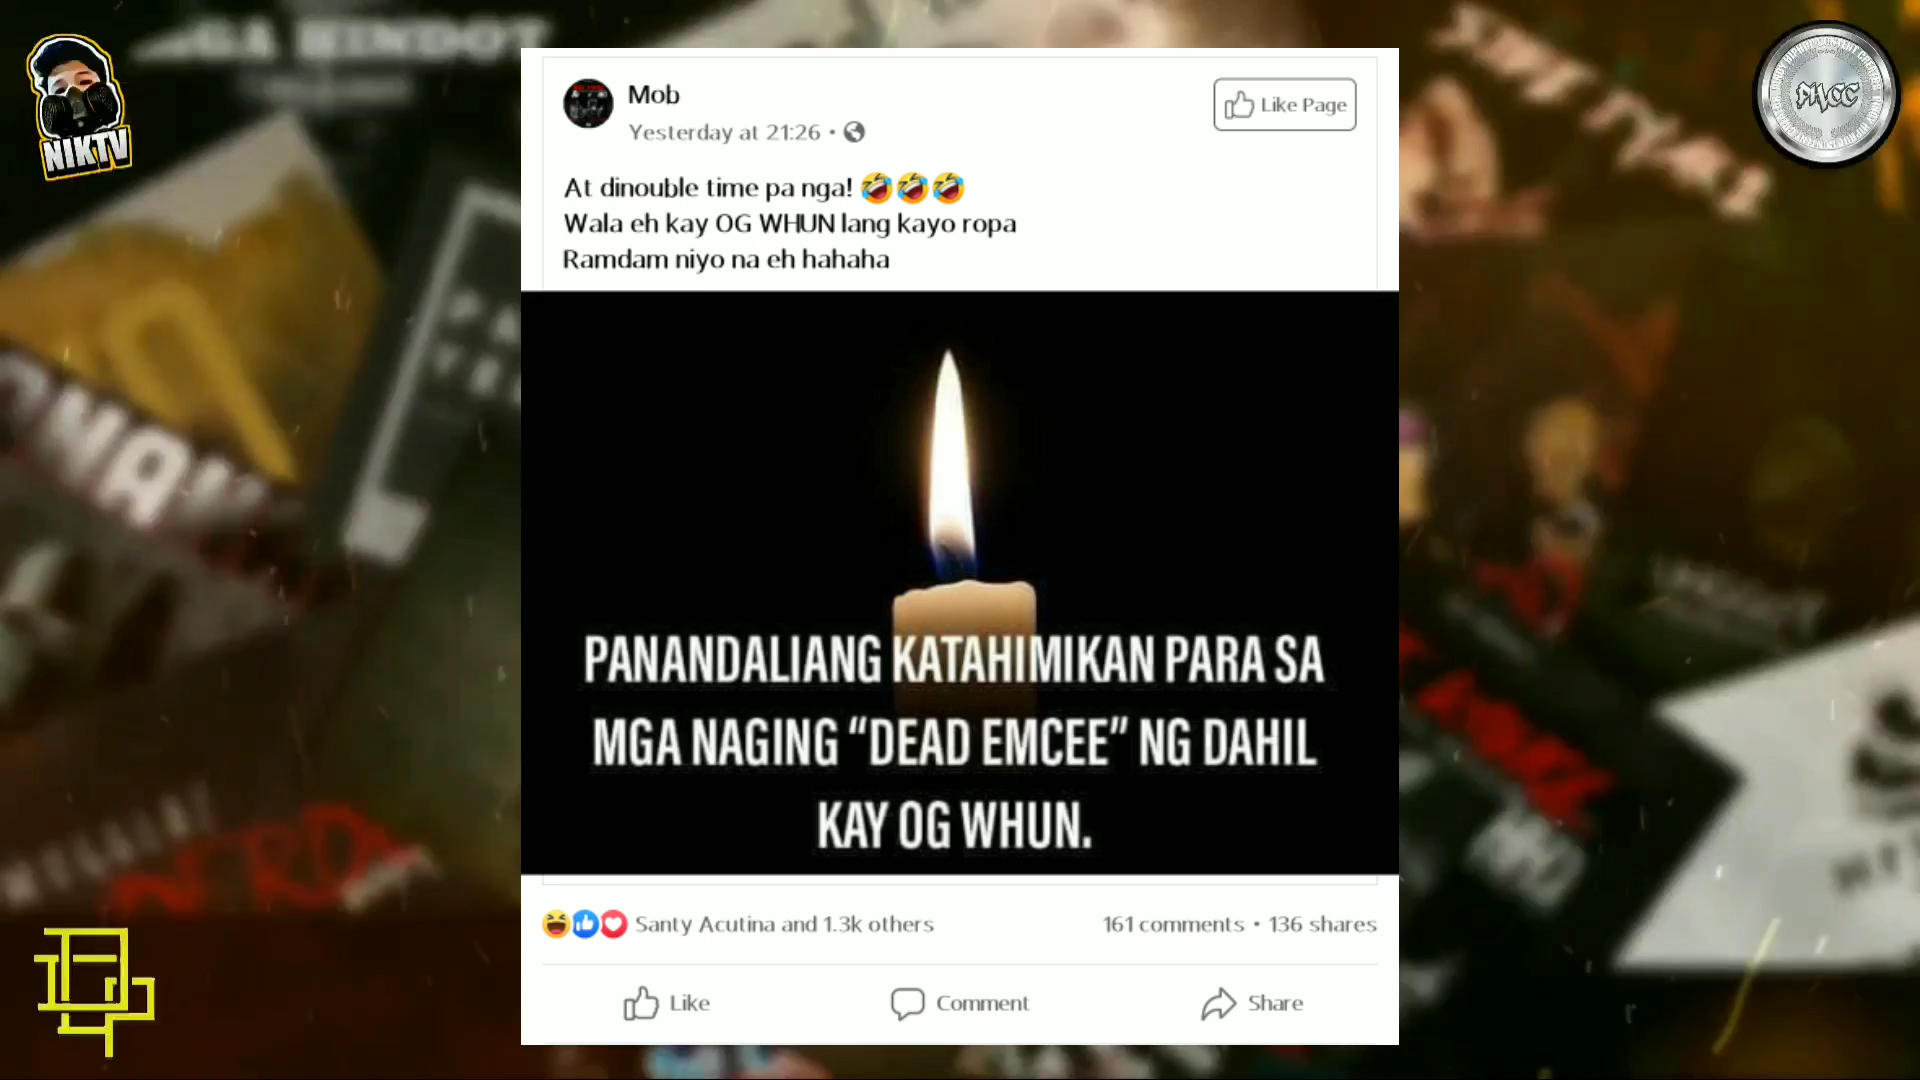 NIKTV
Mob
Like Page
Yesterday at 21:26 •
At dinouble time pa nga! 🤣🤣🤣
Wala eh kay OG WHUN lang kayo ropa
Ramdam niyo na eh hahaha
PANANDALIANG KATAHIMIKAN PARA SA
MGA NAGING “DEAD EMCEE” NG DAHIL
KAY OG WHUN.
Santy Acutina and 1.3k others
161 comments • 136 shares
Like
Comment
Share